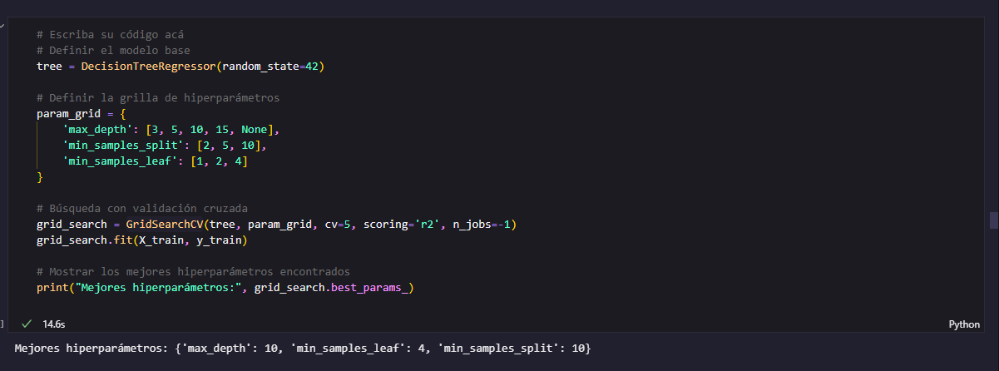 # Escriba su código acá
# Definir el modelo base
tree = DecisionTreeRegressor(random_state=42)
# Definir la grilla de hiperparámetros
param_grid = {
    'max_depth': [3, 5, 10, 15, None],
    'min_samples_split': [2, 5, 10],
    'min_samples_leaf': [1, 2, 4]
}
# Búsqueda con validación cruzada
grid_search = GridSearchCV(tree, param_grid, cv=5, scoring='r2', n_jobs=-1)
grid_search.fit(X_train, y_train)
# Mostrar los mejores hiperparámetros encontrados
print("Mejores hiperparámetros:", grid_search.best_params_)
] ✓ 14.6s Python
Mejores hiperparámetros: {'max_depth': 10, 'min_samples_leaf': 4, 'min_samples_split': 10}